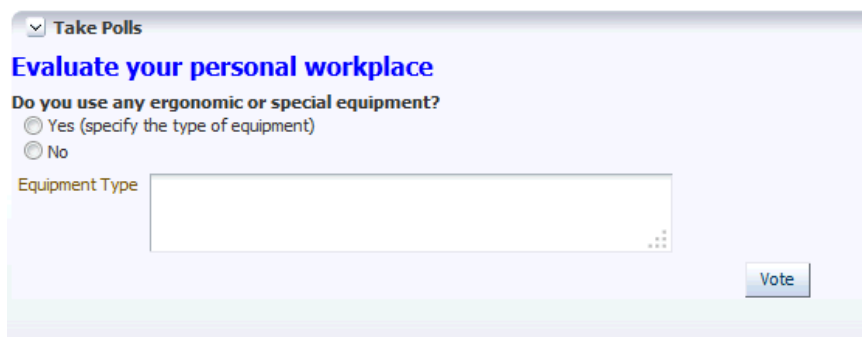 Take Polls
Evaluate your personal workplace
Do you use any ergonomic or special equipment?
Yes (specify the type of equipment)
No
Equipment Type
Vote